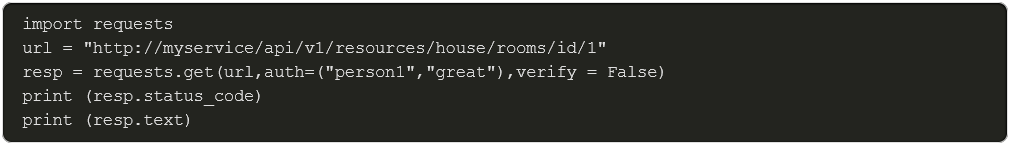 import requests
url = "http://myservice/api/v1/resources/house/rooms/id/1"
resp = requests.get(url,auth=("person1","great"),verify = False)
print (resp.status_code)
print (resp.text)